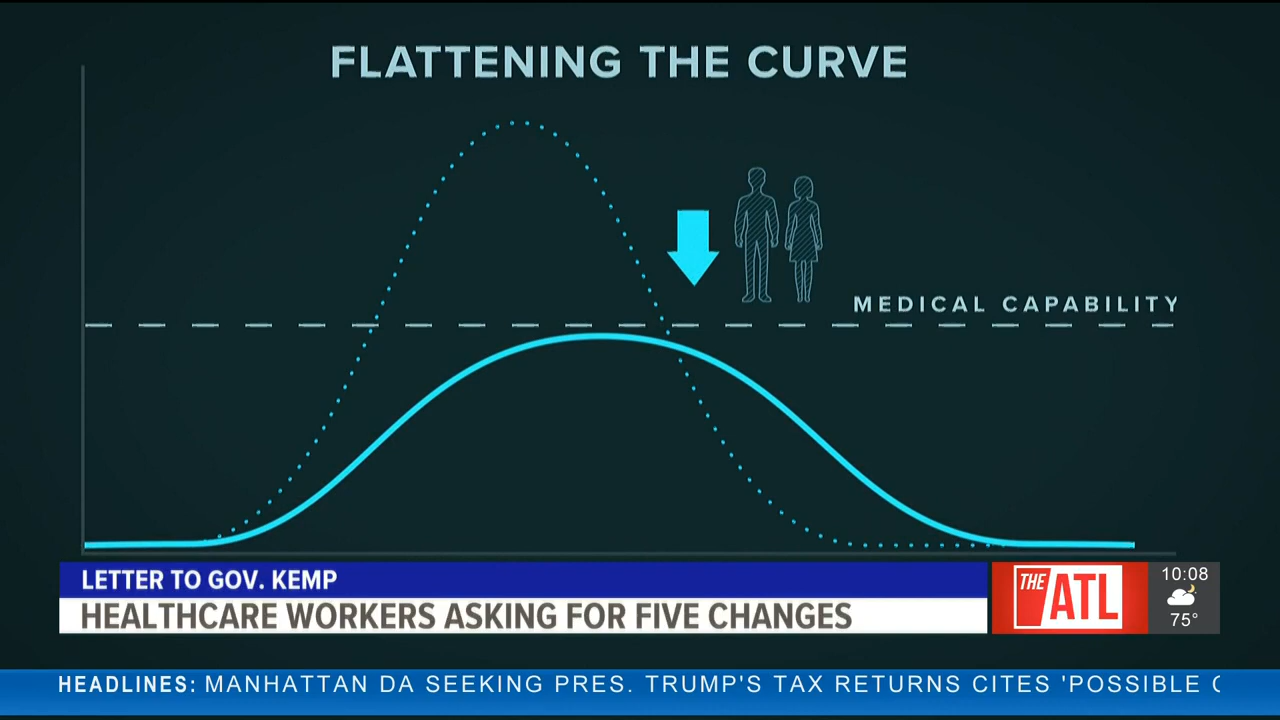 FLATTENING THE CURVE
MEDICAL CAPABILITY
LETTER TO GOV. KEMP
HEALTHCARE WORKERS ASKING FOR FIVE CHANGES
THE ATL
10:08
75°
HEADLINES: MANHATTAN DA SEEKING PRES. TRUMP'S TAX RETURNS CITES 'POSSIBLE